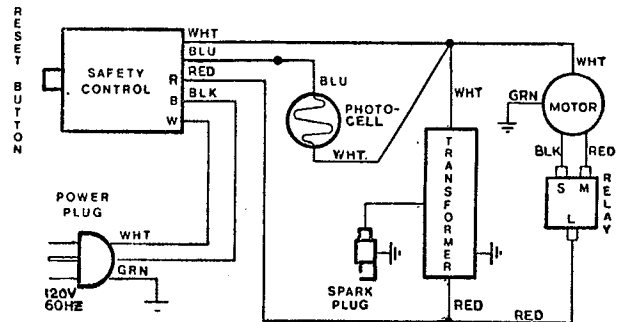 RESET BUTTON
SAFETY
CONTROL
R
B
W
WHT
BLU
RED
BLK
BLU
PHOTO-
CELL
WHT.
WHT
TRANSFORMER
WHT
GRN
MOTOR
BLK
RED
S M
L
RELAY
POWER
PLUG
WHT
GRN
120V
60HZ
SPARK
PLUG
RED
RED